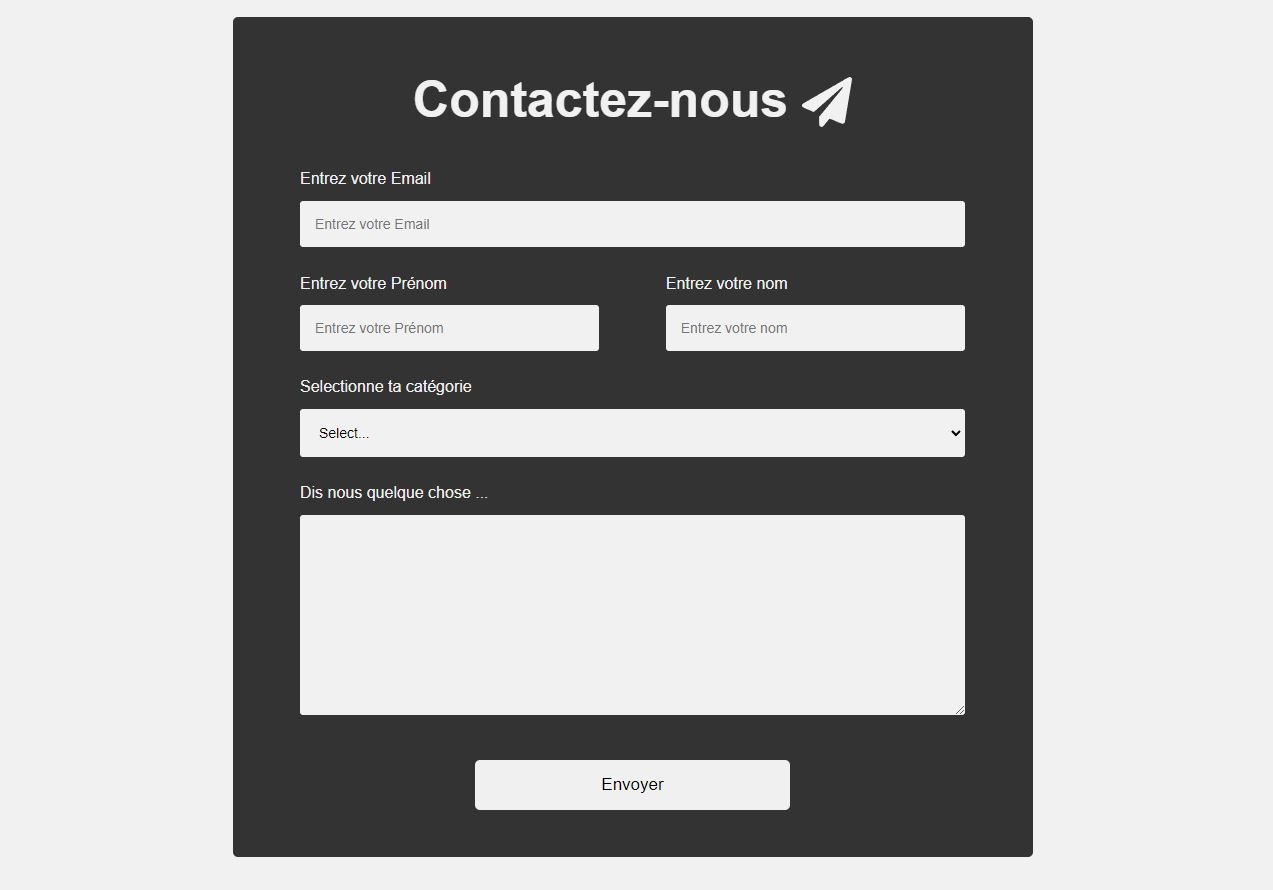 Contactez-nous
Entrez votre Email
Entrez votre Email
Entrez votre Prénom
Entrez votre nom
Entrez votre Prénom
Entrez votre nom
Selectionne ta catégorie
Select...
Dis nous quelque chose ...
Envoyer